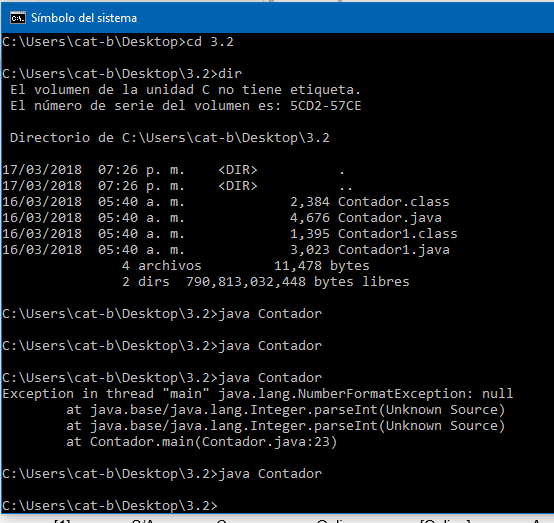 Símbolo del sistema
C:\Users\cat-b\Desktop>cd 3.2
C:\Users\cat-b\Desktop\3.2>dir
El volumen de la unidad C no tiene etiqueta.
El número de serie del volumen es: 5CD2-57CE
Directorio de C:\Users\cat-b\Desktop\3.2
17/03/2018  07:26 p. m.    <DIR>          .
17/03/2018  07:26 p. m.    <DIR>          ..
16/03/2018  05:40 a. m.             2,384 Contador.class
16/03/2018  05:40 a. m.             4,676 Contador.java
16/03/2018  05:40 a. m.             1,395 Contador1.class
16/03/2018  05:40 a. m.             3,023 Contador1.java
4 archivos         11,478 bytes
2 dirs  790,813,032,448 bytes libres
C:\Users\cat-b\Desktop\3.2>java Contador
C:\Users\cat-b\Desktop\3.2>java Contador
C:\Users\cat-b\Desktop\3.2>java Contador
Exception in thread "main" java.lang.NumberFormatException: null
at java.base/java.lang.Integer.parseInt(Unknown Source)
at java.base/java.lang.Integer.parseInt(Unknown Source)
at Contador.main(Contador.java:23)
C:\Users\cat-b\Desktop\3.2>java Contador
C:\Users\cat-b\Desktop\3.2>